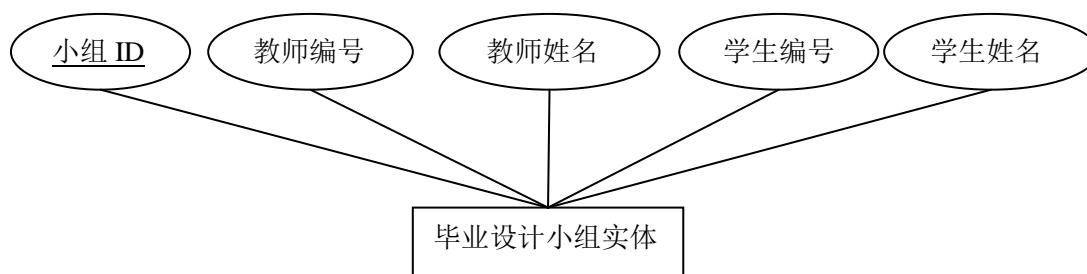 小组 ID
教师编号
教师姓名
学生编号
学生姓名
毕业设计小组实体